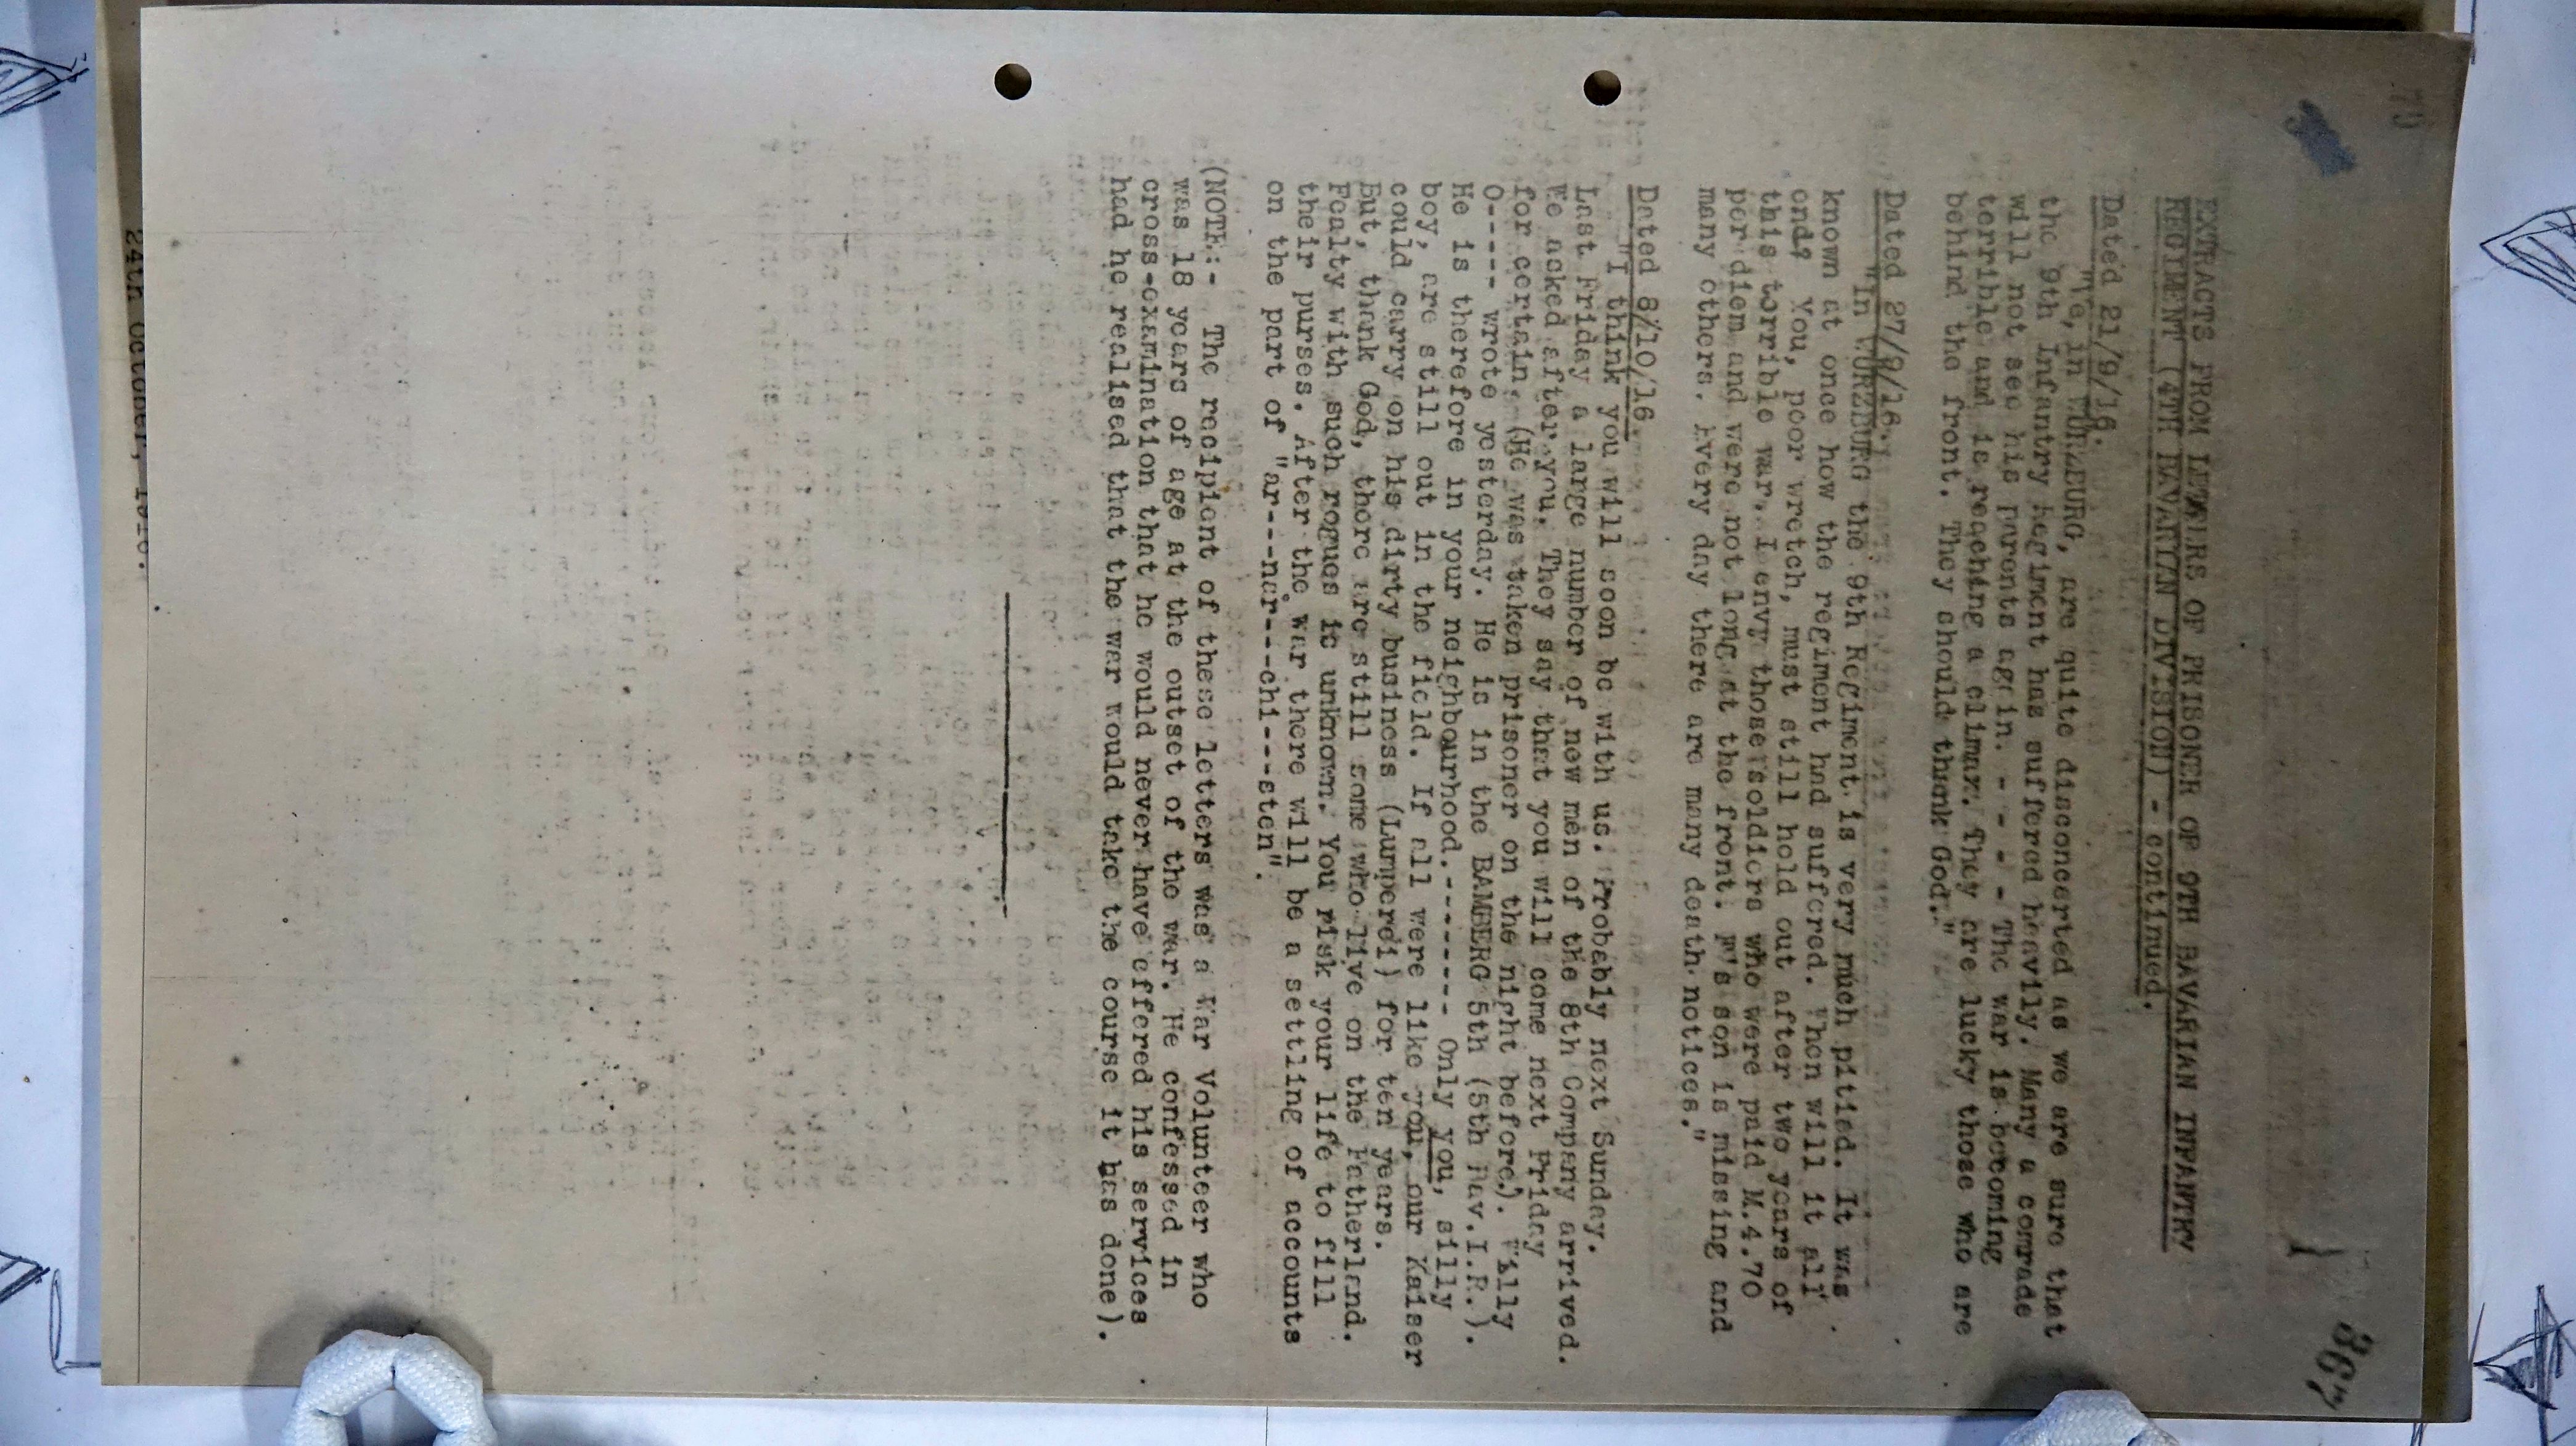 70
367
EXTRACTS FROM LETTERS OF PRISONER OF 9TH BAVARIAN INFANTRY
REGIMENT (4TH BAVARIAN DIVISION) - continued.
Dated 21/9/16.
"We, in WURZBURG, are quite disconcerted as we are sure that
the 9th Infantry Regiment has suffered heavily. Many a comrade
will not see his parents again. - - - - The war is becoming
terrible and is reaching a climax. They are lucky those who are
behind the front. They should thank God."
Dated 27/9/16.
"In WURZBURG the 9th Regiment is very much pitied. It was
known at once how the regiment had suffered. When will it all
end? You, poor wretch, must still hold out after two years of
this terrible war. I envy those soldiers who were paid M.4.70
per diem and were not long at the front. F's son is missing and
many others. Every day there are many death notices."
Dated 8/10/16.
"I think you will soon be with us. Probably next Sunday.
Last Friday a large number of new men of the 8th Company arrived.
We asked after you. They say that you will come next Friday
for certain. (He was taken prisoner on the night before.). Willy
O----- wrote yesterday. He is in the BAMBERG 5th (5th Bav.I.R.).
He is therefore in your neighbourhood.-------- Only you, silly
boy, are still out in the field. If all were like you, our Kaiser
could carry on his dirty business (Lumperei) for ten years.
But, thank God, there are still some who live on the Fatherland.
Fealty with such rogues is unknown. You risk your life to fill
their purses. After the war there will be a settling of accounts
on the part of "ar---nar---chi---sten".
(NOTE:- The recipient of these letters was a War Volunteer who
was 18 years of age at the outset of the war. He confessed in
cross-examination that he would never have offered his services
had he realised that the war would take the course it has done).
24th October, 1916.